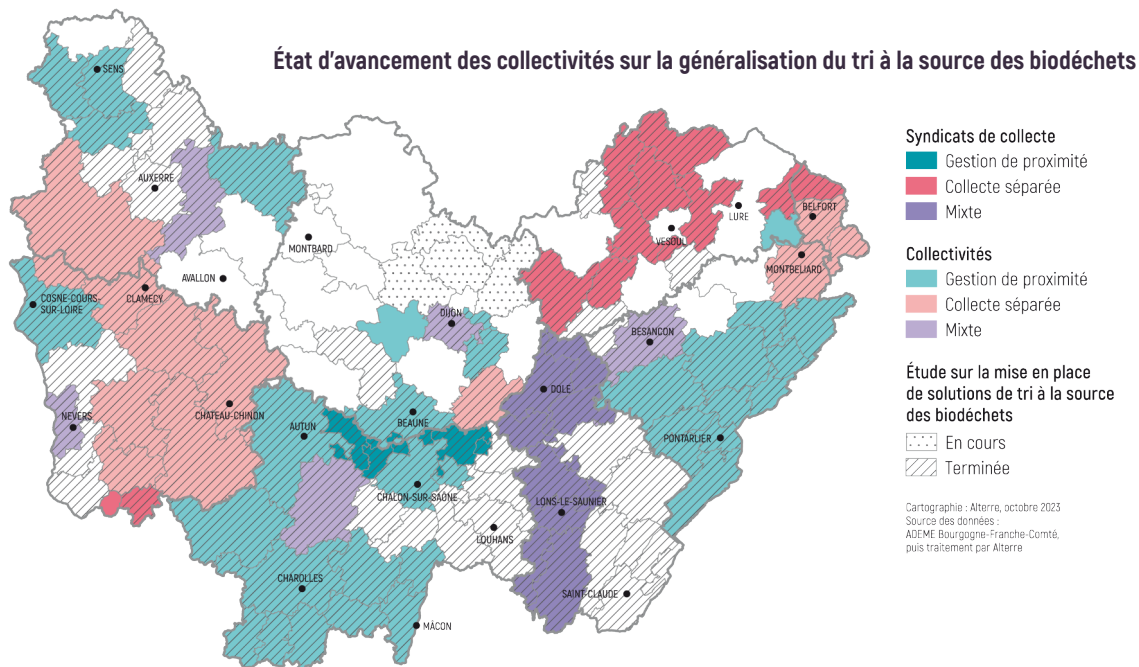 État d'avancement des collectivités sur la généralisation du tri à la source des biodéchets
SENS
AUXERRE
MONTBARD
AVALLON
CLAMECY
COSNE-COURS-
SUR-LOIRE
NEVERS
CHATEAU-CHINON
AUTUN
BEAUNE
DIJON
CHALON-SUR-SAÔNE
LOUHANS
CHAROLLES
MÂCON
DOLE
LONS-LE-SAUNIER
SAINT-CLAUDE
BESANCON
PONTARLIER
VESOUL
LURE
BELFORT
MONTBELIARD
Syndicats de collecte
Gestion de proximité
Collecte séparée
Mixte
Collectivités
Gestion de proximité
Collecte séparée
Mixte
Étude sur la mise en place
de solutions de tri à la source
des biodéchets
En cours
Terminée
Cartographie : Alterre, octobre 2023
Source des données :
ADEME Bourgogne-Franche-Comté,
puis traitement par Alterre